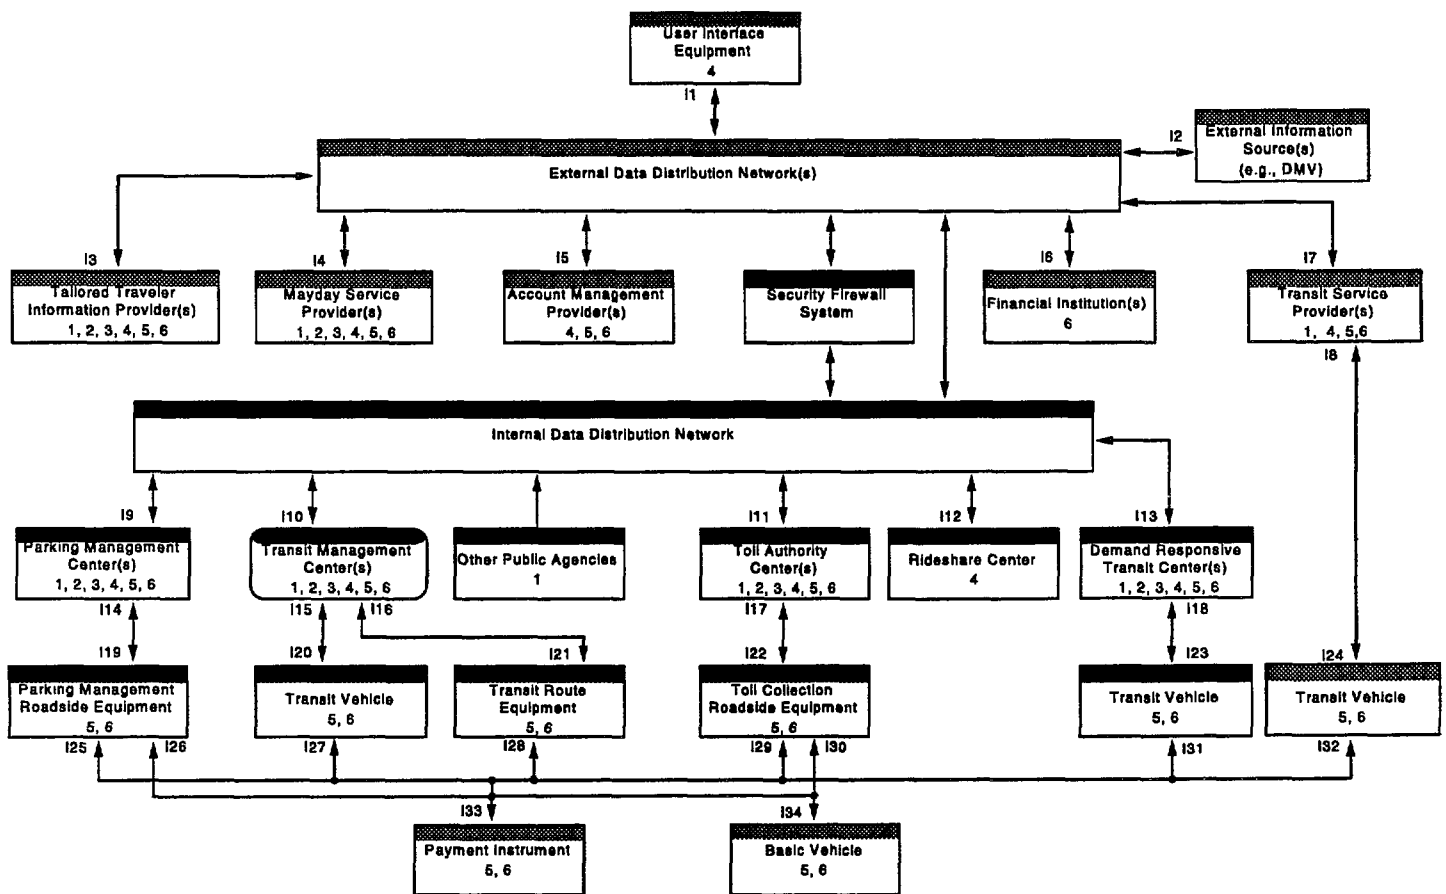 User Interface
Equipment
4
I1
I2
External Information
Source(s)
(e.g., DMV)
External Data Distribution Network(s)
I3
I4
I5
I6
I7
Tailored Traveler
Information Provider(s)
1, 2, 3, 4, 5, 6
Mayday Service
Provider(s)
1, 2, 3, 4, 5, 6
Account Management
Provider(s)
4, 5, 6
Security Firewall
System
Financial Institution(s)
6
Transit Service
Provider(s)
1, 4, 5,6
I8
Internal Data Distribution Network
I9
I10
I11
I12
I13
Parking Management
Center(s)
1, 2, 3, 4, 5, 6
Transit Management
Center(s)
1, 2, 3, 4, 5, 6
Other Public Agencies
1
Toll Authority
Center(s)
1, 2, 3, 4, 5, 6
Rideshare Center
4
Demand Responsive
Transit Center(s)
1, 2, 3, 4, 5, 6
I14
I15
I16
I17
I18
I19
I20
I21
I22
I23
I24
Parking Management
Roadside Equipment
5, 6
Transit Vehicle
5, 6
Transit Route
Equipment
5, 6
Toll Collection
Roadside Equipment
5, 6
Transit Vehicle
5, 6
Transit Vehicle
5, 6
I25
I26
I27
I28
I29
I30
I31
I32
I33
I34
Payment Instrument
5, 6
Basic Vehicle
5, 6